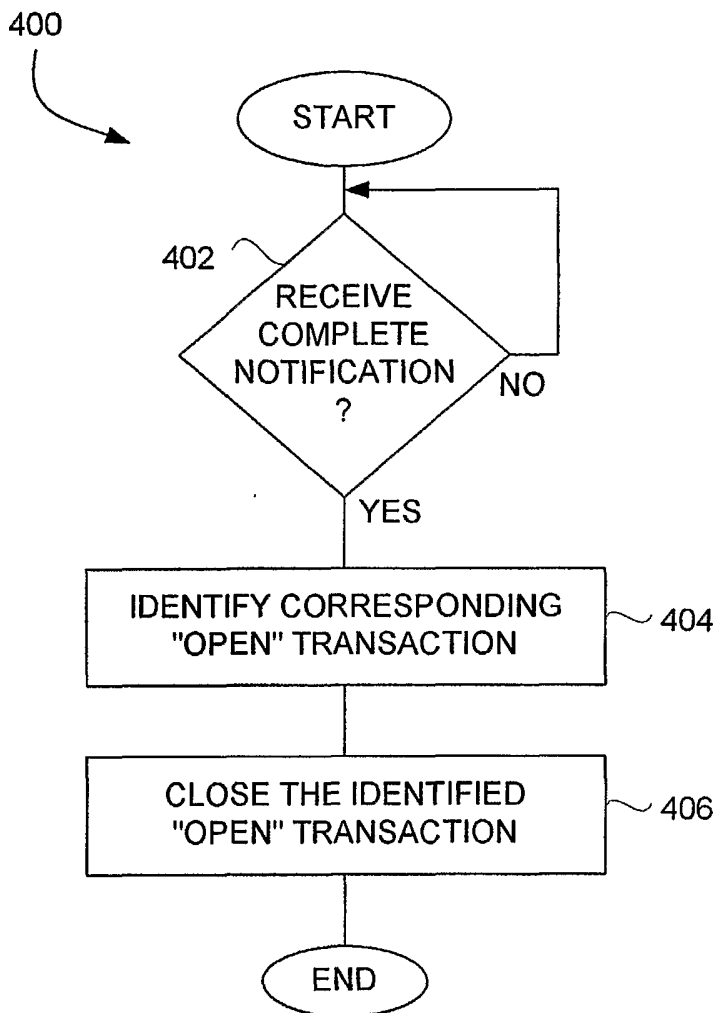 400
START
402
RECEIVE
COMPLETE
NOTIFICATION
?
NO
YES
IDENTIFY CORRESPONDING
"OPEN" TRANSACTION
404
CLOSE THE IDENTIFIED
"OPEN" TRANSACTION
406
END